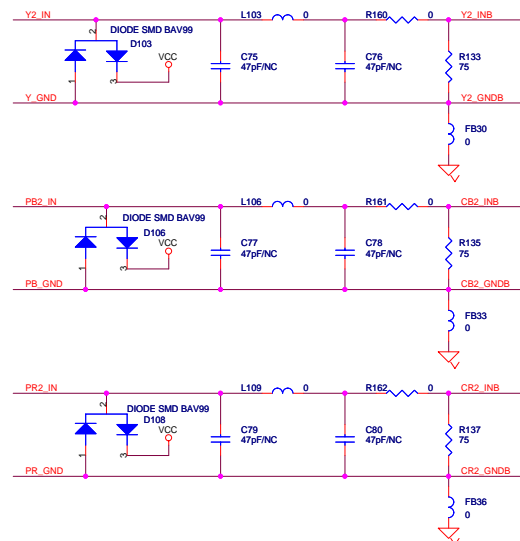 Y2_IN
L103
0
R160
0
Y2_INB
2
DIODE SMD BAV99
D103
VCC
1
3
C75
47pF/NC
C76
47pF/NC
R133
75
Y_GND
Y2_GNDB
FB30
0
PB2_IN
L106
0
R161
0
CB2_INB
2
DIODE SMD BAV99
D106
VCC
1
3
C77
47pF/NC
C78
47pF/NC
R135
75
PB_GND
CB2_GNDB
FB33
0
PR2_IN
L109
0
R162
0
CR2_INB
2
DIODE SMD BAV99
D108
VCC
1
3
C79
47pF/NC
C80
47pF/NC
R137
75
PR_GND
CR2_GNDB
FB36
0